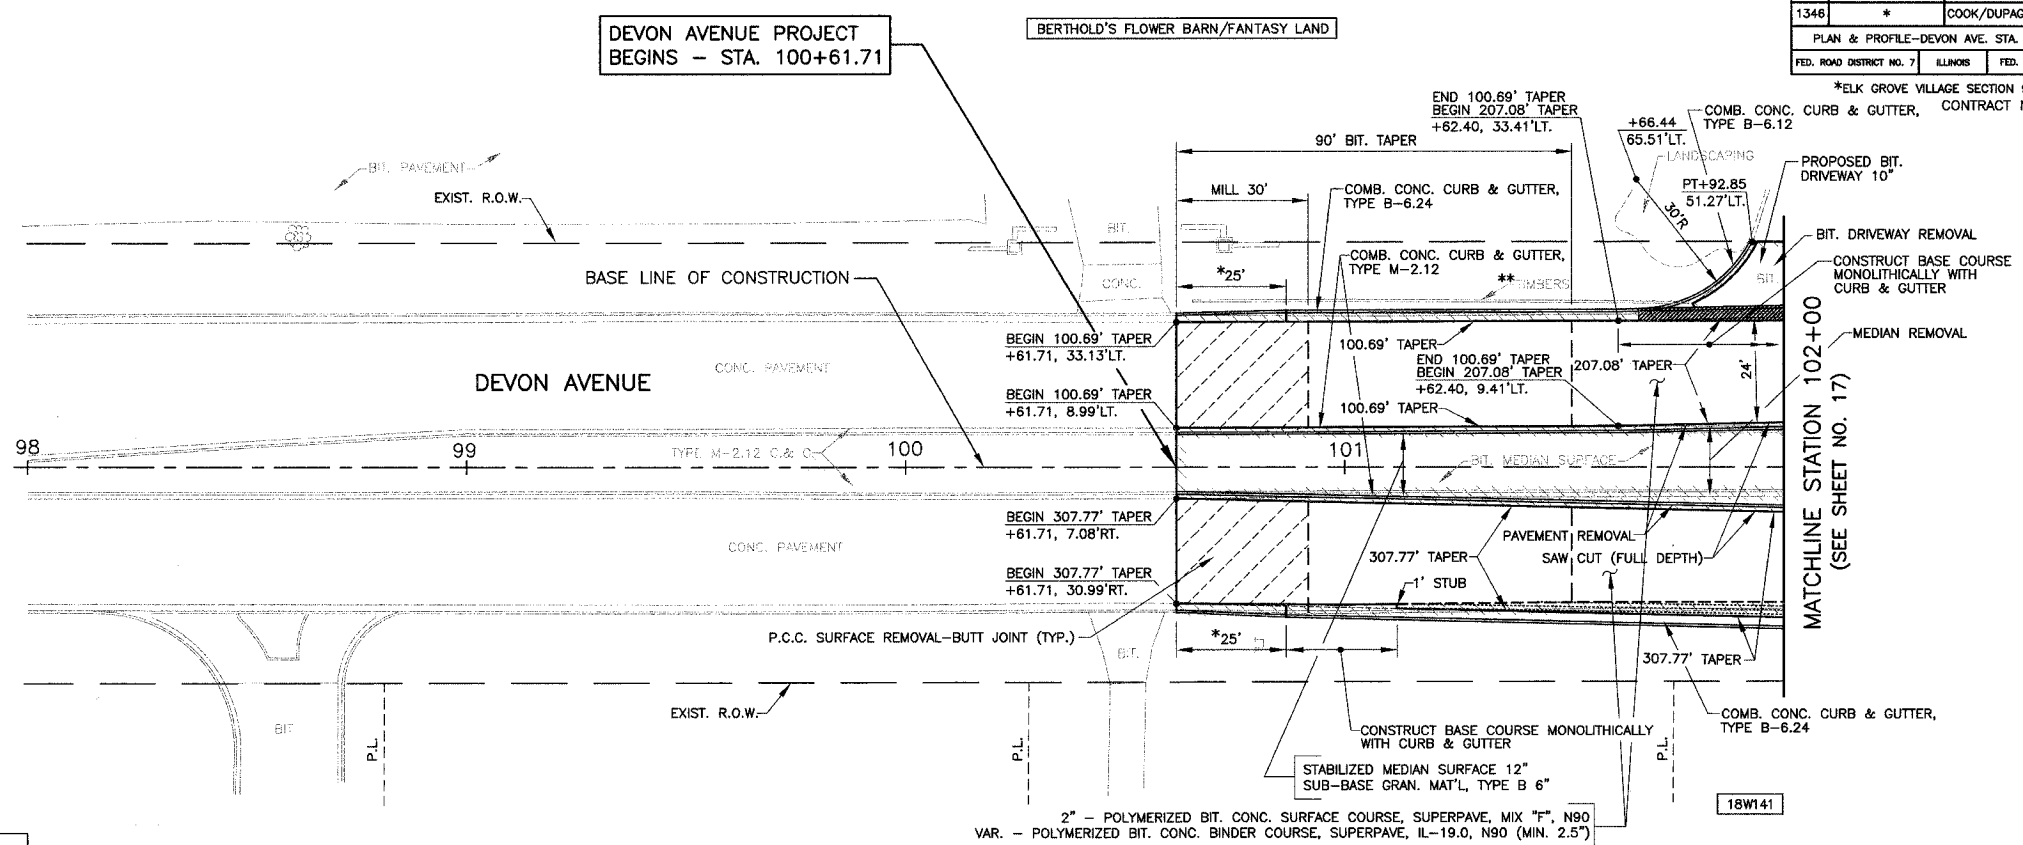 1346 * COOK/DUPAG
PLAN & PROFILE-DEVON AVE. STA.
FED. ROAD DISTRICT NO. 7 ILLINOIS FED.
*ELK GROVE VILLAGE SECTION
CONTRACT
DEVON AVENUE PROJECT
BEGINS - STA. 100+61.71
BERTHOLD'S FLOWER BARN/FANTASY LAND
END 100.69' TAPER
BEGIN 207.08' TAPER
+62.40, 33.41'LT.
COMB. CONC. CURB & GUTTER,
TYPE B-6.12
+66.44
65.51'LT.
90' BIT. TAPER
LANDSCAPING
PROPOSED BIT.
DRIVEWAY 10"
BIT. PAVEMENT
EXIST. R.O.W.
MILL 30'
COMB. CONC. CURB & GUTTER,
TYPE B-6.24
PT+92.85
51.27'LT.
30'R
BIT.
BIT. DRIVEWAY REMOVAL
BASE LINE OF CONSTRUCTION
CONC.
*25'
COMB. CONC. CURB & GUTTER,
TYPE M-2.12
**TIMBERS
BIT.
CONSTRUCT BASE COURSE
MONOLITHICALLY WITH
CURB & GUTTER
BEGIN 100.69' TAPER
+61.71, 33.13'LT.
100.69' TAPER
MEDIAN REMOVAL
DEVON AVENUE
CONC. PAVEMENT
END 100.69' TAPER
BEGIN 207.08' TAPER
+62.40, 9.41'LT.
207.08' TAPER
24'
BEGIN 100.69' TAPER
+61.71, 8.99'LT.
100.69' TAPER
98
99
100
101
TYPE M-2.12 C.& G.
BIT. MEDIAN SURFACE
MATCHLINE STATION 102+00
(SEE SHEET NO. 17)
BEGIN 307.77' TAPER
+61.71, 7.08'RT.
CONC. PAVEMENT
PAVEMENT REMOVAL
307.77' TAPER
SAW CUT (FULL DEPTH)
BEGIN 307.77' TAPER
+61.71, 30.99'RT.
1' STUB
P.C.C. SURFACE REMOVAL-BUTT JOINT (TYP.)
*25'
BIT.
307.77' TAPER
EXIST. R.O.W.
BIT
P.L.
P.L.
P.L.
COMB. CONC. CURB & GUTTER,
TYPE B-6.24
CONSTRUCT BASE COURSE MONOLITHICALLY
WITH CURB & GUTTER
STABILIZED MEDIAN SURFACE 12"
SUB-BASE GRAN. MAT'L, TYPE B 6"
18W141
2" - POLYMERIZED BIT. CONC. SURFACE COURSE, SUPERPAVE, MIX "F", N90
VAR. - POLYMERIZED BIT. CONC. BINDER COURSE, SUPERPAVE, IL-19.0, N90 (MIN. 2.5")